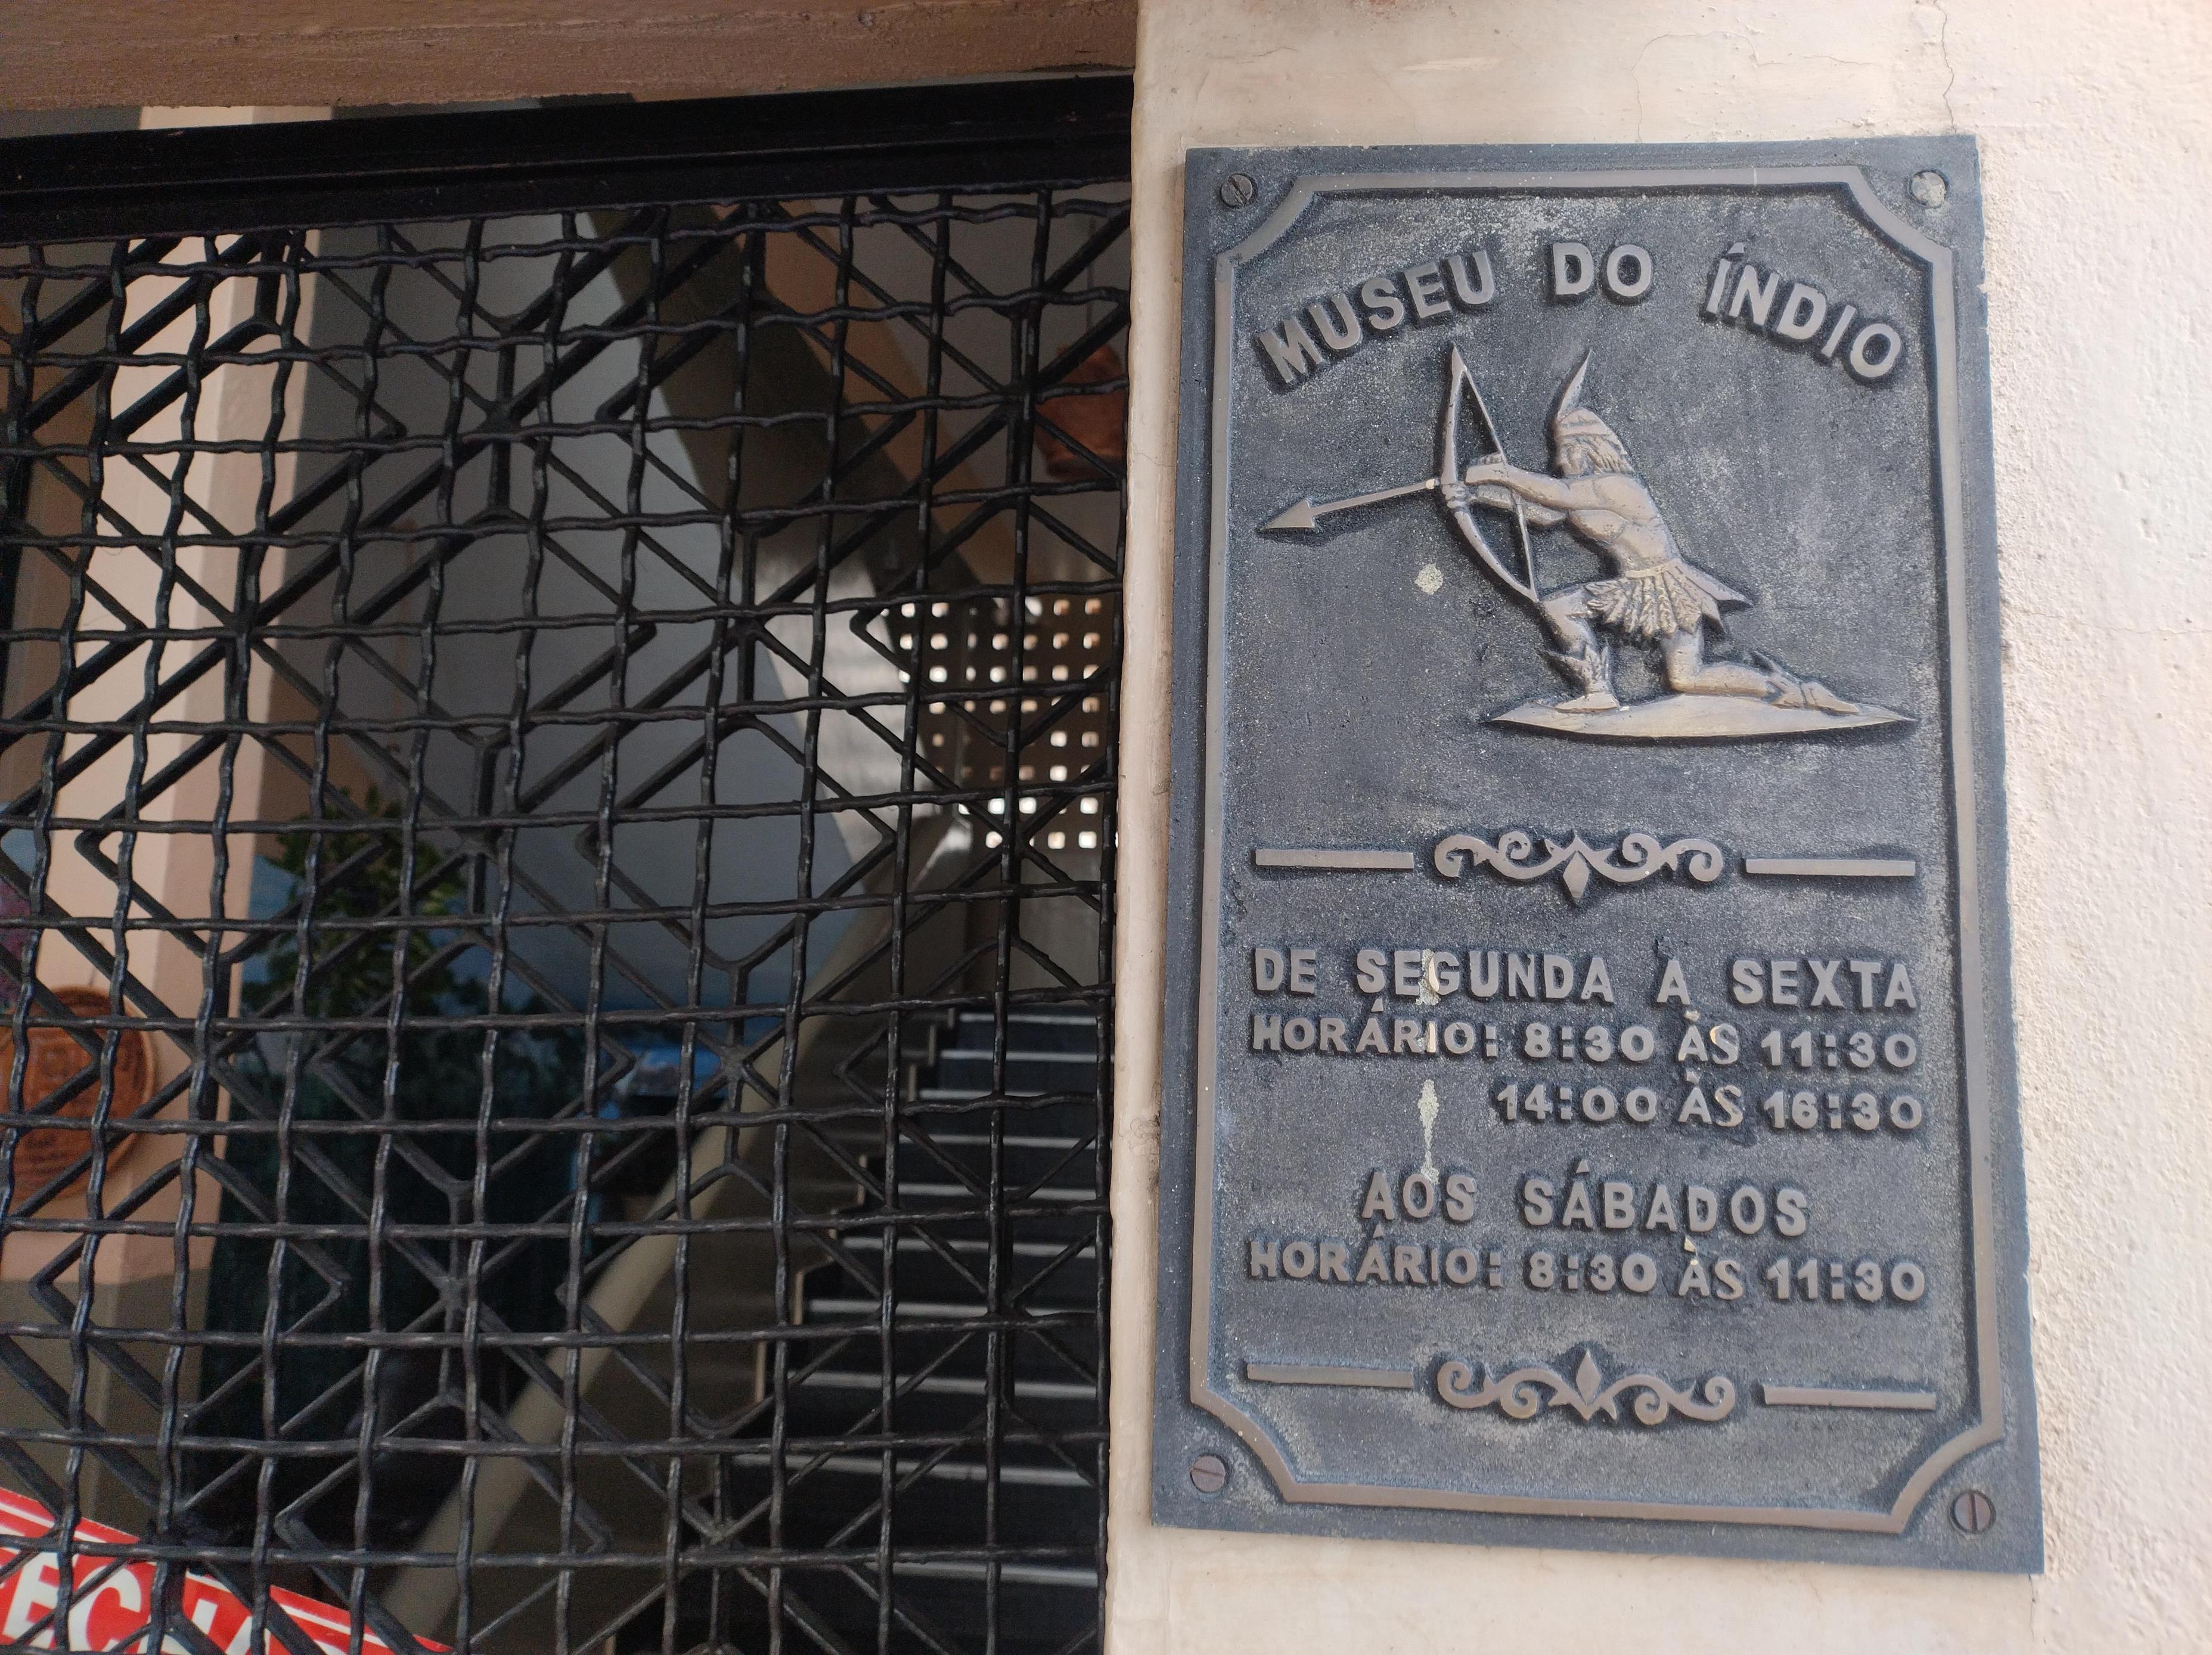 MUSEU DO ÍNDIO
DE SEGUNDA A SEXTA
HORÁRIO: 8:30 ÀS 11:30
14:00 ÀS 16:30
AOS SÁBADOS
HORÁRIO: 8:30 ÀS 11:30